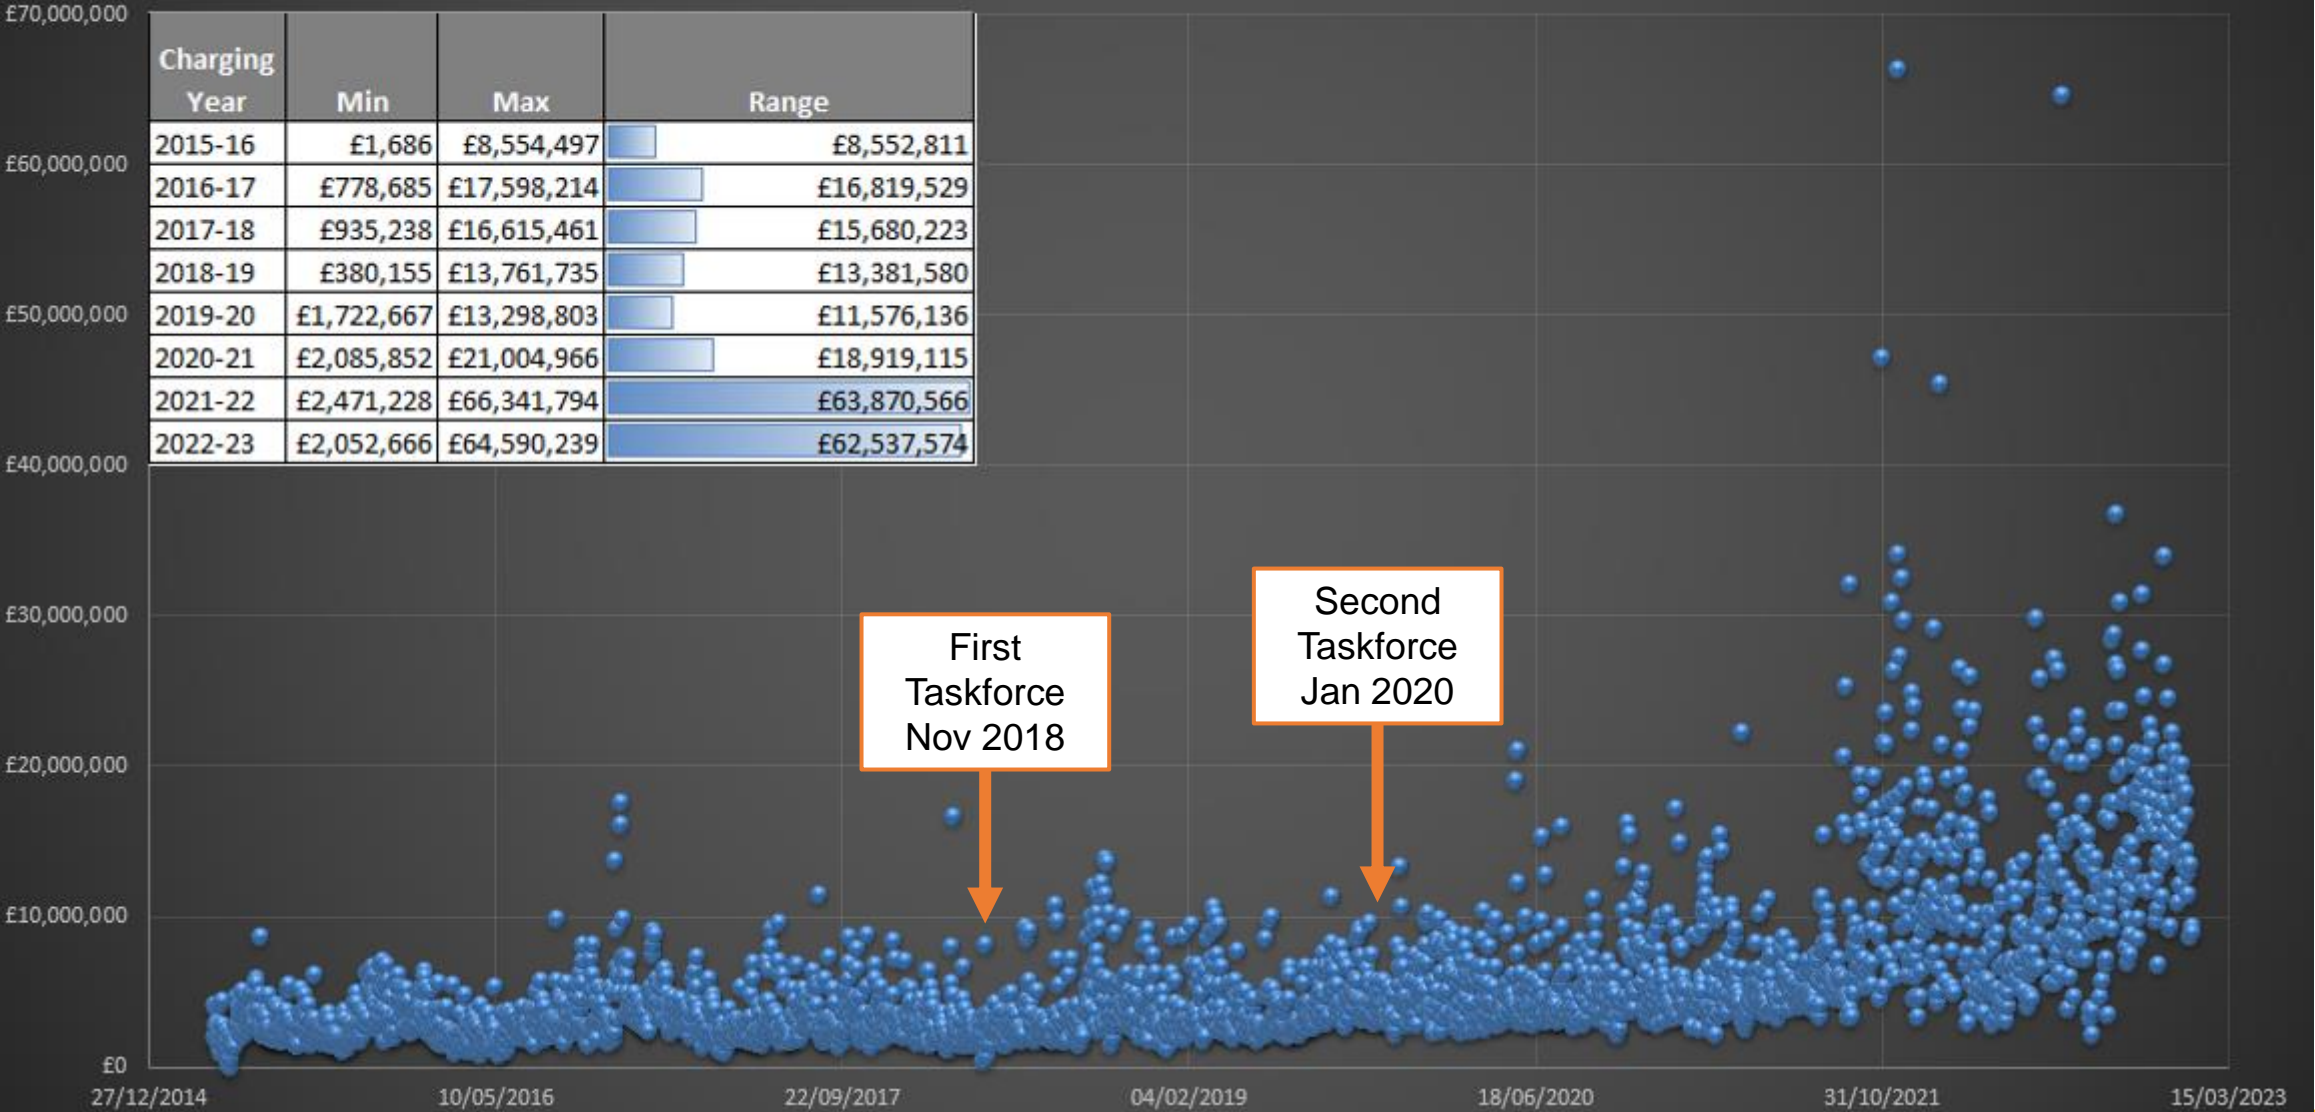 £70,000,000
£60,000,000
£50,000,000
£40,000,000
£30,000,000
£20,000,000
£10,000,000
£0
Charging
Year Min Max Range
2015-16 £1,686 £8,554,497 £8,552,811
2016-17 £778,685 £17,598,214 £16,819,529
2017-18 £935,238 £16,615,461 £15,680,223
2018-19 £380,155 £13,761,735 £13,381,580
2019-20 £1,722,667 £13,298,803 £11,576,136
2020-21 £2,085,852 £21,004,966 £18,919,115
2021-22 £2,471,228 £66,341,794 £63,870,566
2022-23 £2,052,666 £64,590,239 £62,537,574
First
Taskforce
Nov 2018
Second
Taskforce
Jan 2020
27/12/2014 10/05/2016 22/09/2017 04/02/2019 18/06/2020 31/10/2021 15/03/2023